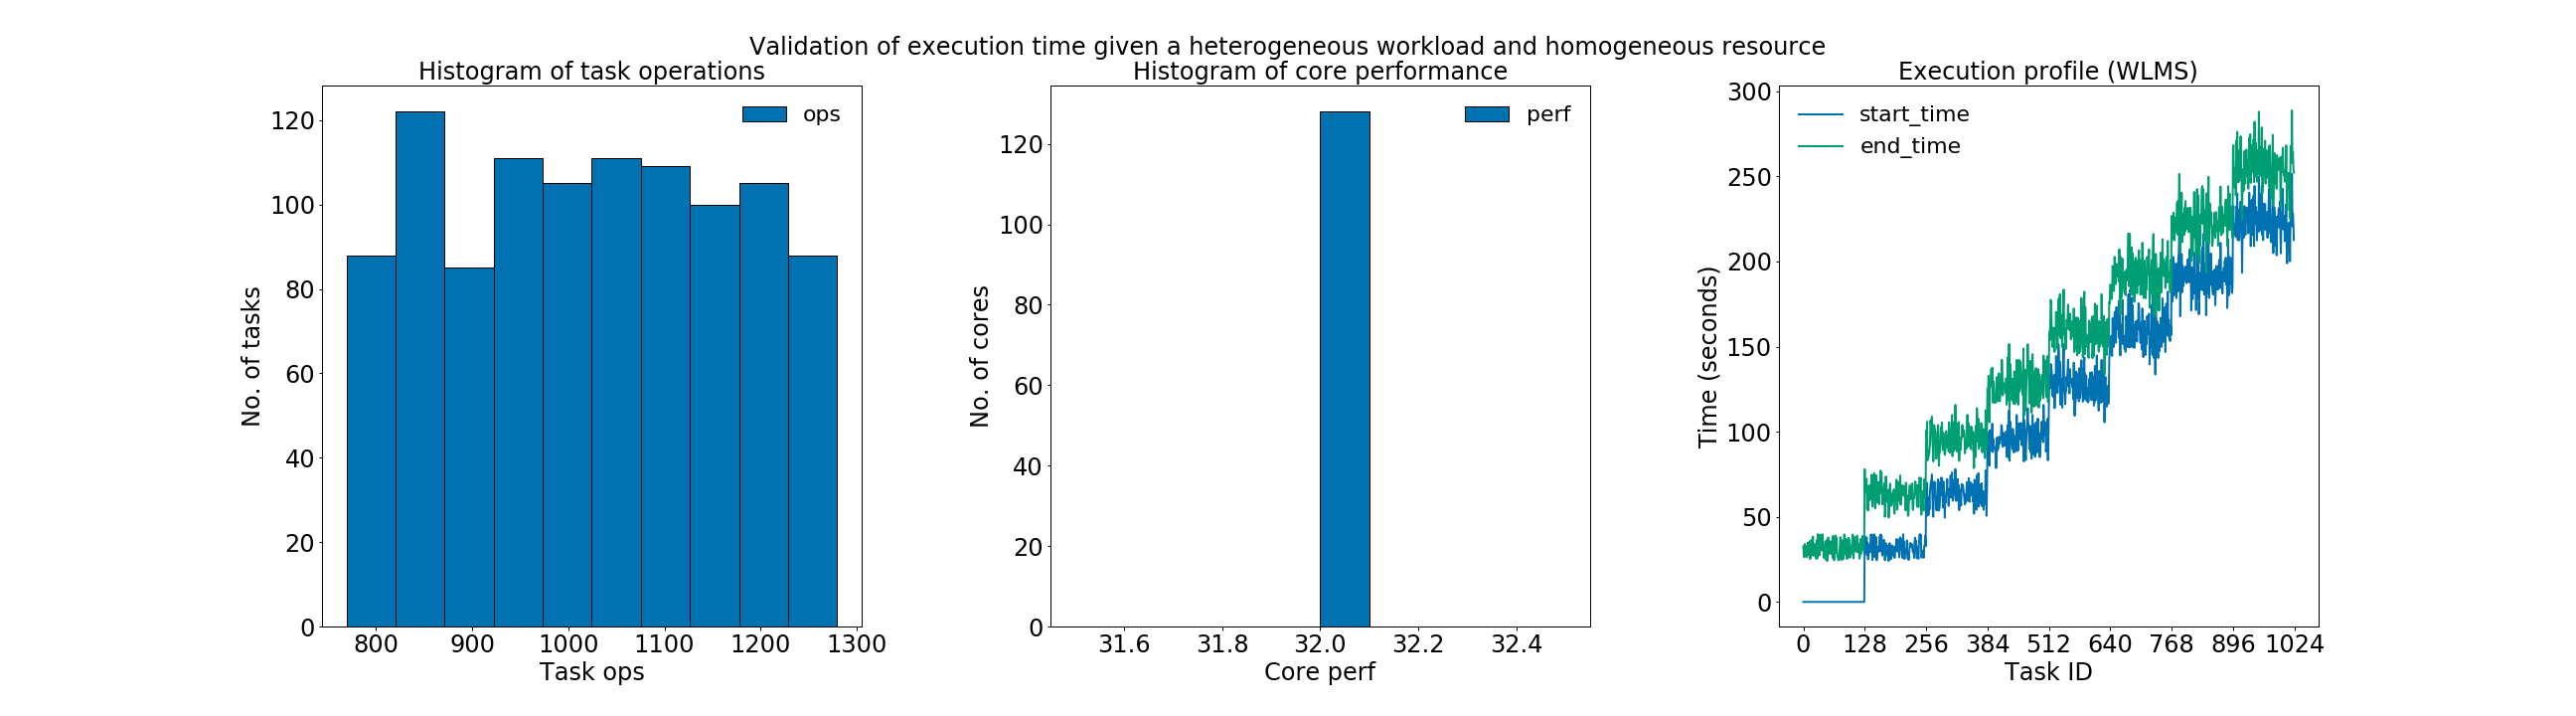 Validation of execution time given a heterogeneous workload and homogeneous resource
Histogram of task operations
ops
120
100
80
60
40
20
0
No. of tasks
800 900 1000 1100 1200 1300
Task ops
Histogram of core performance
perf
120
100
80
60
40
20
0
No. of cores
31.6 31.8 32.0 32.2 32.4
Core perf
Execution profile (WLMS)
start_time
end_time
300
250
200
150
100
50
0
Time (seconds)
0 128 256 384 512 640 768 896 1024
Task ID